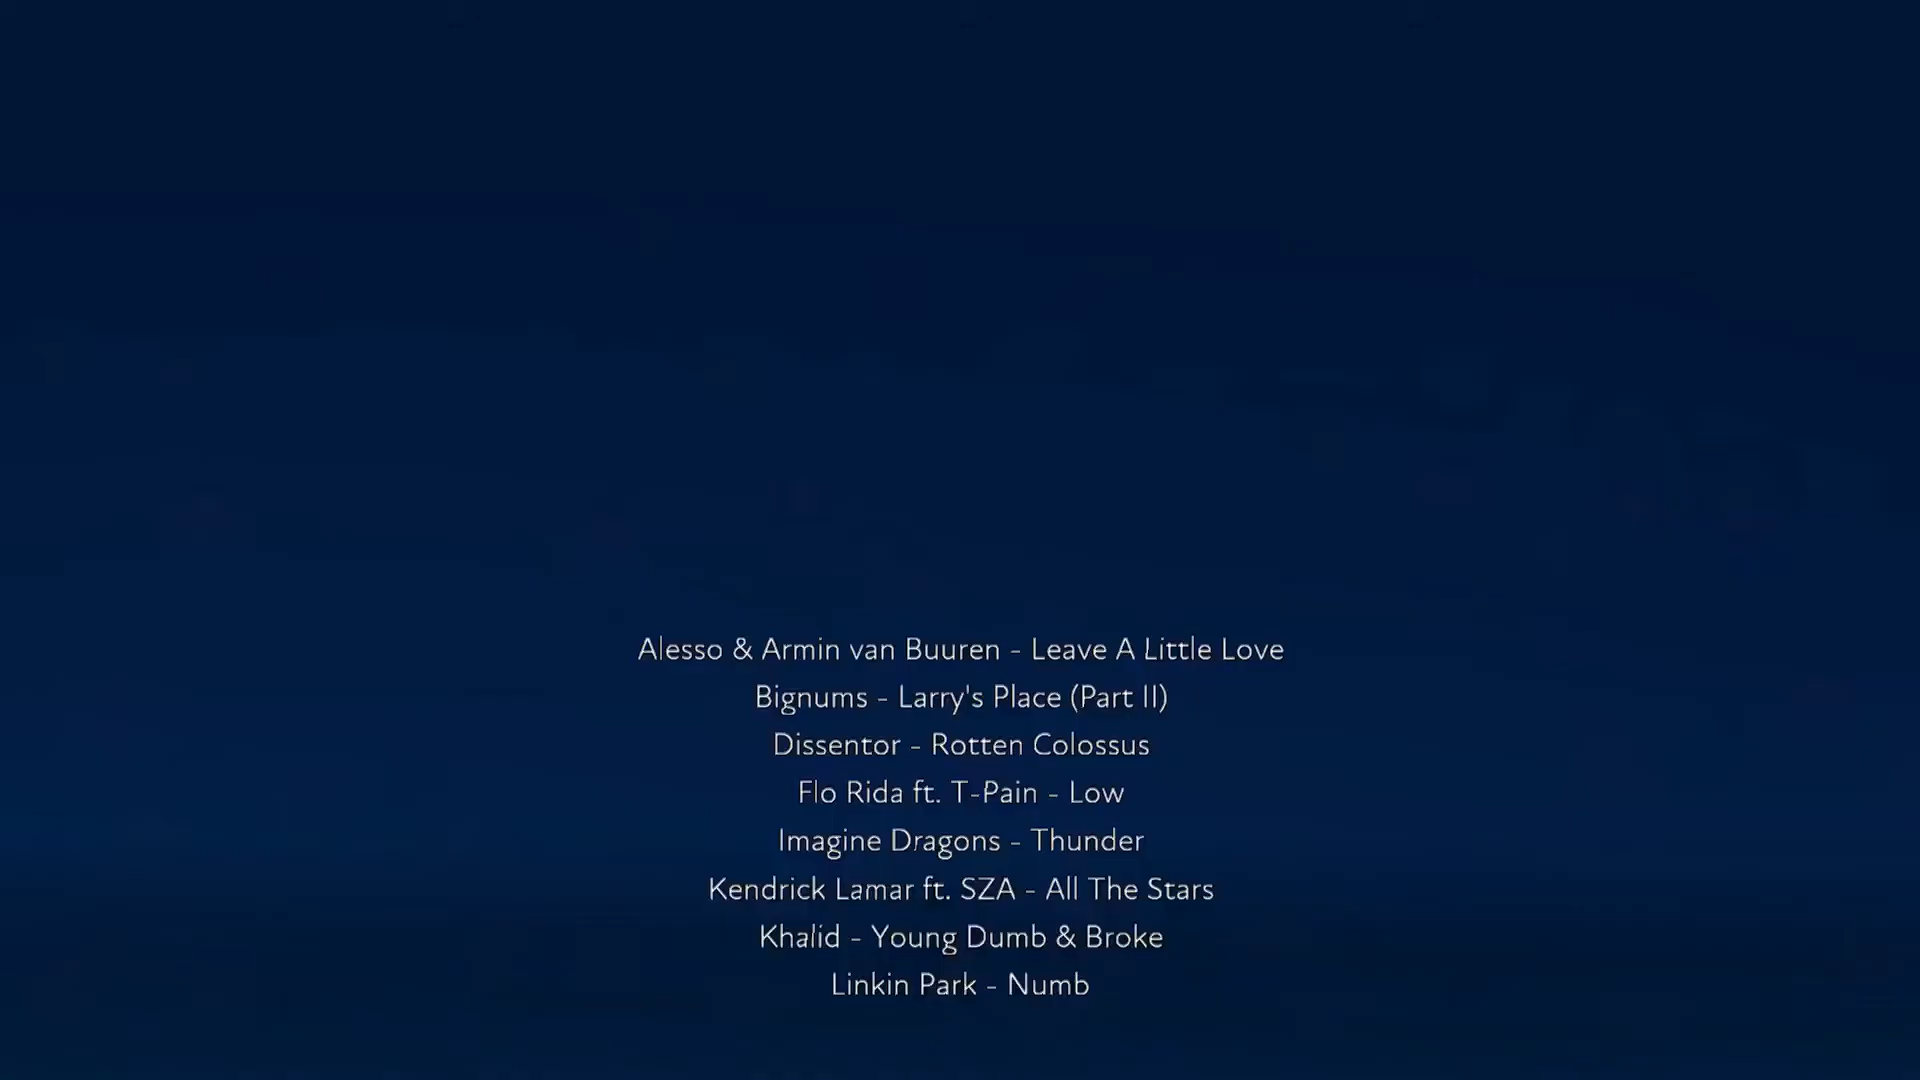 Alesso & Armin van Buuren - Leave A Little Love
Bignums - Larry's Place (Part II)
Dissentor - Rotten Colossus
Flo Rida ft. T-Pain - Low
Imagine Dragons - Thunder
Kendrick Lamar ft. SZA - All The Stars
Khalid - Young Dumb & Broke
Linkin Park - Numb